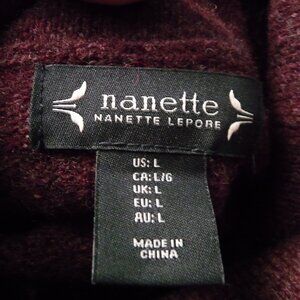 nanette
NANETTE LEPORE
US: L
CA: L/G
UK: L
EU: L
AU: L
MADE IN
CHINA